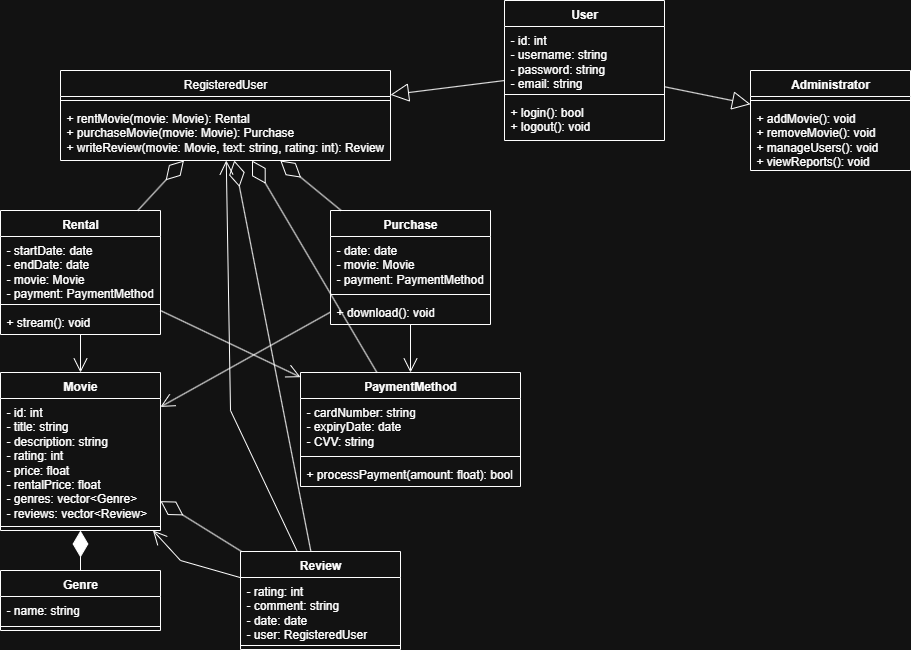 User
- id: int
- username: string
- password: string
- email: string
+ login(): bool
+ logout(): void
RegisteredUser
+ rentMovie(movie: Movie): Rental
+ purchaseMovie(movie: Movie): Purchase
+ writeReview(movie: Movie, text: string, rating: int): Review
Administrator
+ addMovie(): void
+ removeMovie(): void
+ manageUsers(): void
+ viewReports(): void
Rental
- startDate: date
- endDate: date
- movie: Movie
- payment: PaymentMethod
+ stream(): void
Purchase
- date: date
- movie: Movie
- payment: PaymentMethod
+ download(): void
Movie
- id: int
- title: string
- description: string
- rating: int
- price: float
- rentalPrice: float
- genres: vector<Genre>
- reviews: vector<Review>
PaymentMethod
- cardNumber: string
- expiryDate: date
- CVV: string
+ processPayment(amount: float): bool
Genre
- name: string
Review
- rating: int
- comment: string
- date: date
- user: RegisteredUser